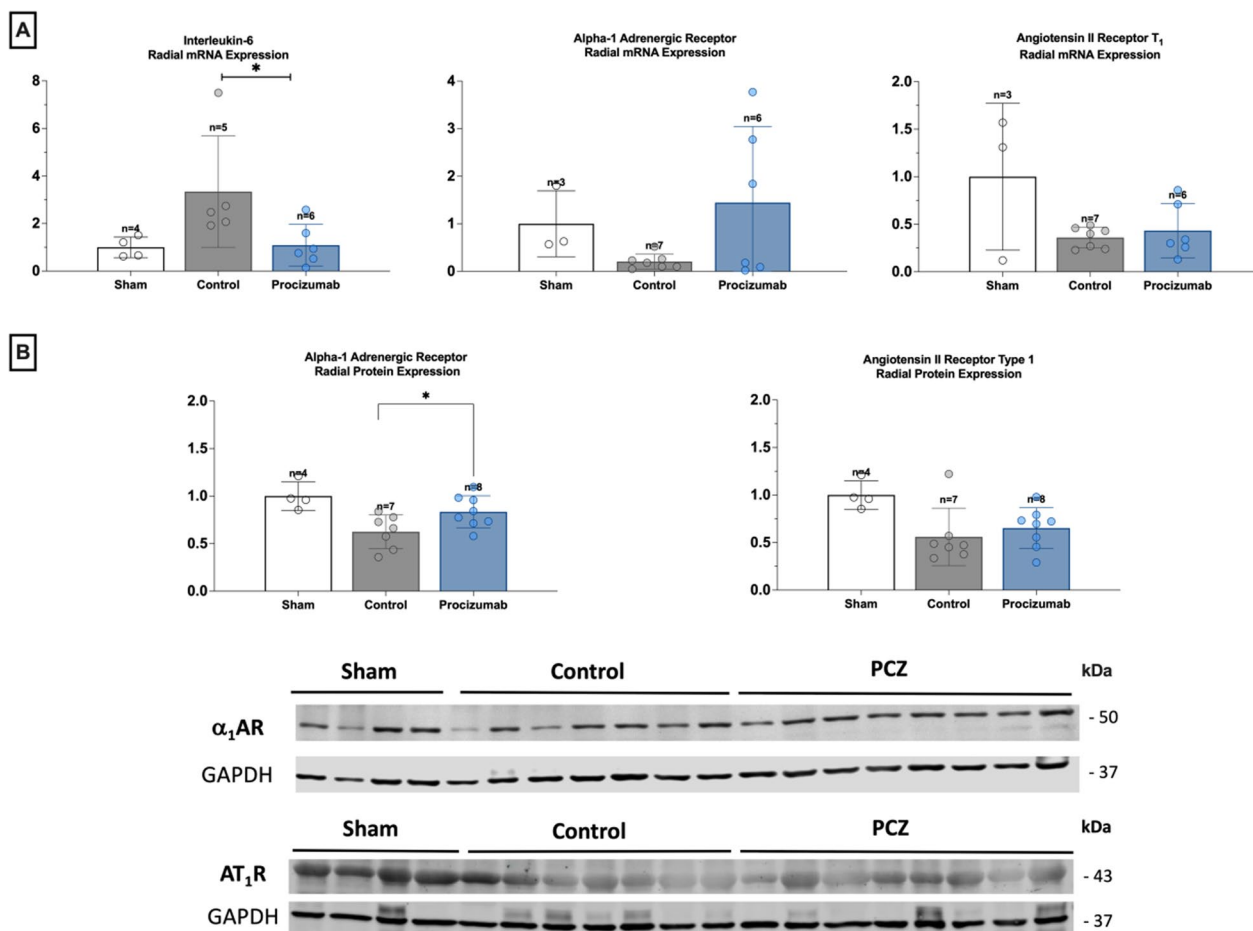 A
Interleukin-6
Radial mRNA Expression
*
8
6
4
2
0
n=4
n=5
n=6
Sham
Control
Procizumab
Alpha-1 Adrenergic Receptor
Radial mRNA Expression
4
3
2
1
0
n=3
n=7
n=6
Sham
Control
Procizumab
Angiotensin II Receptor T1
Radial mRNA Expression
2.0
1.5
1.0
0.5
0.0
n=3
n=7
n=6
Sham
Control
Procizumab
B
Alpha-1 Adrenergic Receptor
Radial Protein Expression
*
2.0
1.5
1.0
0.5
0.0
n=4
n=7
n=8
Sham
Control
Procizumab
Angiotensin II Receptor Type 1
Radial Protein Expression
2.0
1.5
1.0
0.5
0.0
n=4
n=7
n=8
Sham
Control
Procizumab
Sham Control PCZ kDa
α1AR - 50
GAPDH - 37
Sham Control PCZ kDa
AT1R - 43
GAPDH - 37